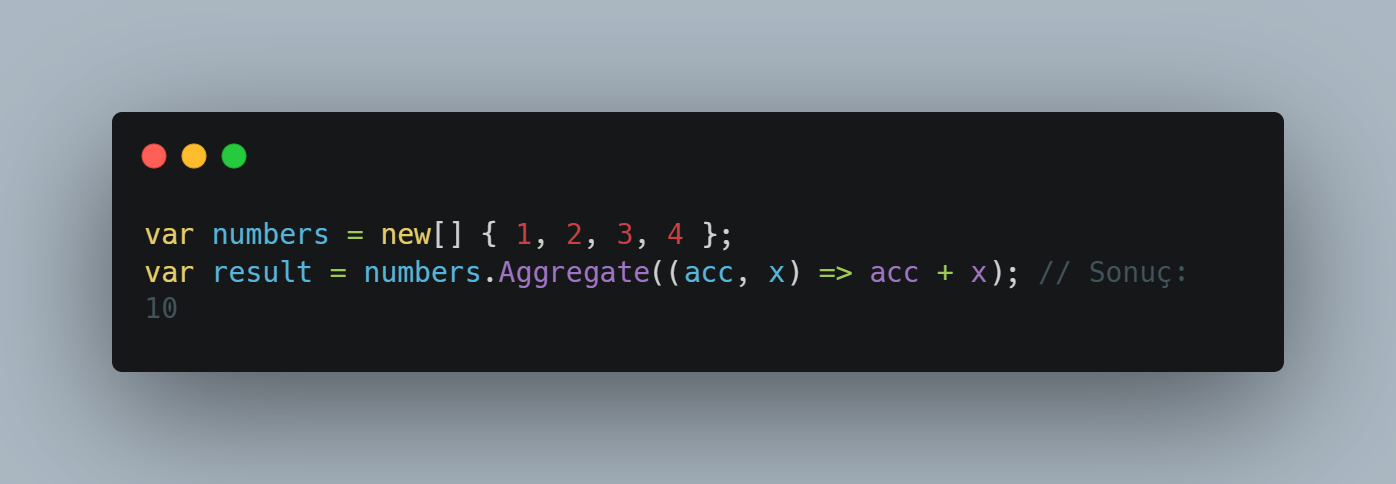 var numbers = new[] { 1, 2, 3, 4 };
var result = numbers.Aggregate((acc, x) => acc + x); // Sonuç:
10